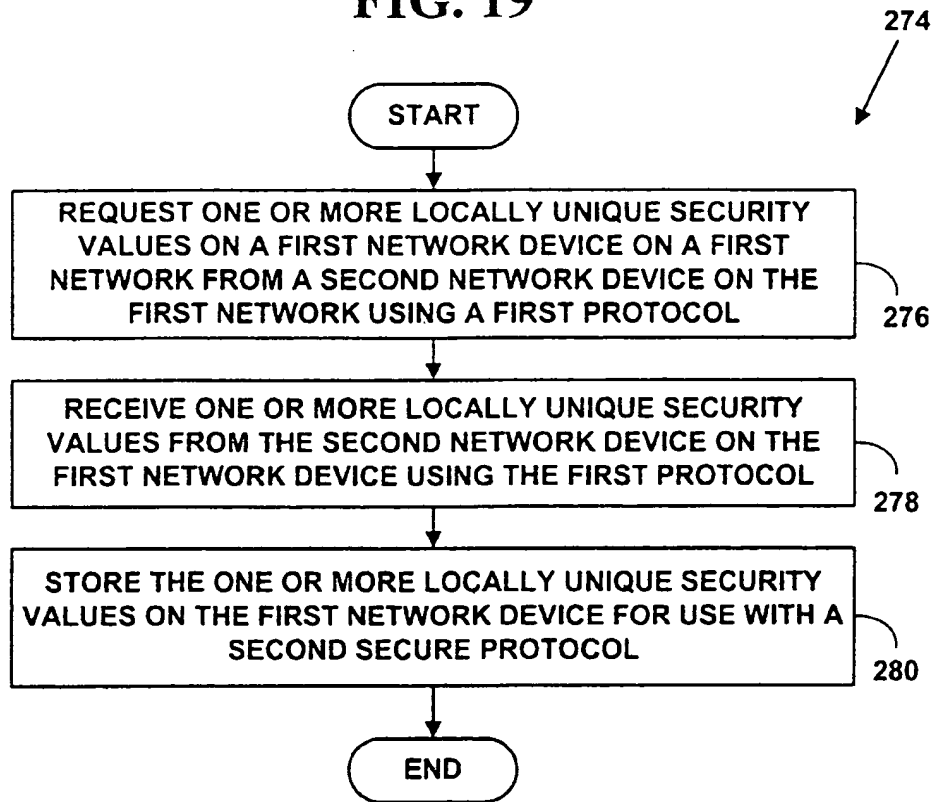 FIG. 19
274
START
REQUEST ONE OR MORE LOCALLY UNIQUE SECURITY
VALUES ON A FIRST NETWORK DEVICE ON A FIRST
NETWORK FROM A SECOND NETWORK DEVICE ON THE
FIRST NETWORK USING A FIRST PROTOCOL
276
RECEIVE ONE OR MORE LOCALLY UNIQUE SECURITY
VALUES FROM THE SECOND NETWORK DEVICE ON THE
FIRST NETWORK DEVICE USING THE FIRST PROTOCOL
278
STORE THE ONE OR MORE LOCALLY UNIQUE SECURITY
VALUES ON THE FIRST NETWORK DEVICE FOR USE WITH A
SECOND SECURE PROTOCOL
280
END